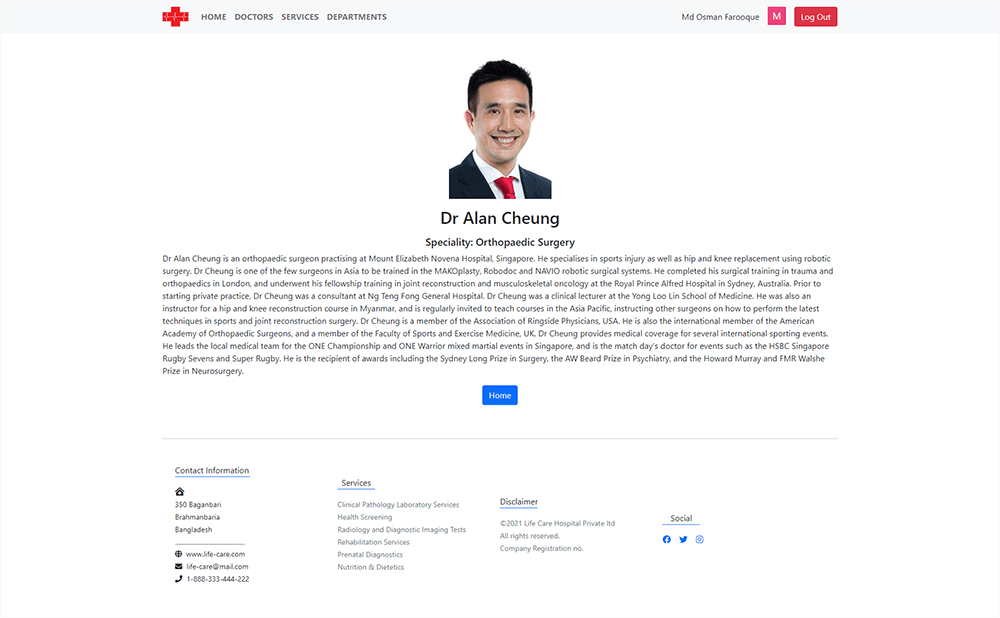 HOME DOCTORS SERVICES DEPARTMENTS Md Osman Farooque M Log Out
Dr Alan Cheung
Speciality: Orthopaedic Surgery
Dr Alan Cheung is an orthopaedic surgeon practising at Mount Elizabeth Novena Hospital, Singapore. He specialises in sports injury as well as hip and knee replacement using robotic
surgery. Dr Cheung is one of the few surgeons in Asia to be trained in the MAKOplasty, Robodoc and NAVIO robotic surgical systems. He completed his surgical training in trauma and
orthopaedics in London, and underwent his fellowship training in joint reconstruction and musculoskeletal oncology at the Royal Prince Alfred Hospital in Sydney, Australia. Prior to
starting private practice, Dr Cheung was a consultant at Ng Teng Fong General Hospital. Dr Cheung was a clinical lecturer at the Yong Loo Lin School of Medicine. He was also an
instructor for a hip and knee reconstruction course in Myanmar, and is regularly invited to teach courses in the Asia Pacific, instructing other surgeons on how to perform the latest
techniques in sports and joint reconstruction surgery. Dr Cheung is a member of the Association of Ringside Physicians, USA. He is also the international member of the American
Academy of Orthopaedic Surgeons, and a member of the Faculty of Sports and Exercise Medicine, UK. Dr Cheung provides medical coverage for several international sporting events.
He leads the local medical team for the ONE Championship and ONE Warrior mixed martial events in Singapore, and is the match day's doctor for events such as the HSBC Singapore
Rugby Sevens and Super Rugby. He is the recipient of awards including the Sydney Long Prize in Surgery, the AW Beard Prize in Psychiatry, and the Howard Murray and FMR Walshe
Prize in Neurosurgery.
Home
Contact Information
350 Baganbari
Brahmanbaria
Bangladesh
www.life-care.com
life-care@mail.com
1-888-333-444-222
Services
Clinical Pathology Laboratory Services
Health Screening
Radiology and Diagnostic Imaging Tests
Rehabilitation Services
Prenatal Diagnostics
Nutrition & Dietetics
Disclaimer
©2021 Life Care Hospital Private ltd
All rights reserved.
Company Registration no.
Social